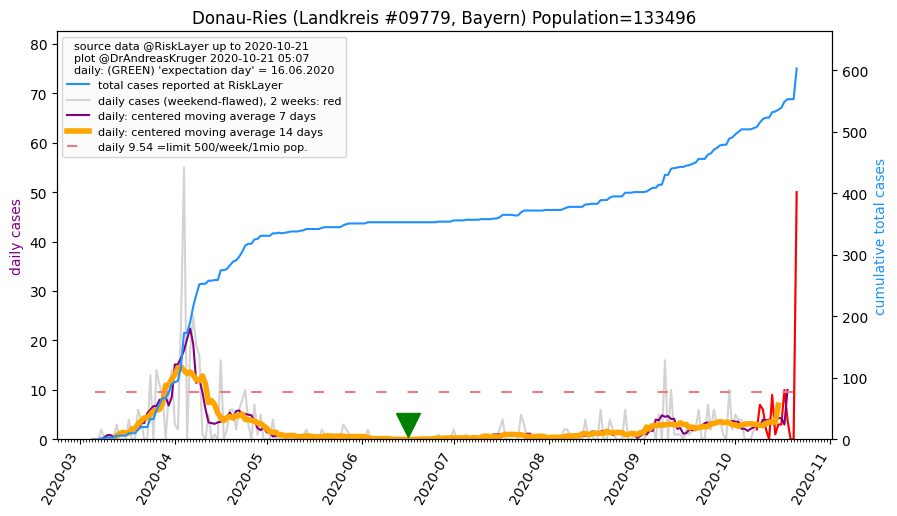 Donau-Ries (Landkreis #09779, Bayern) Population=133496
source data @RiskLayer up to 2020-10-21
plot @DrAndreasKruger 2020-10-21 05:07
daily: (GREEN) 'expectation day' = 16.06.2020
total cases reported at RiskLayer
daily cases (weekend-flawed), 2 weeks: red
daily: centered moving average 7 days
daily: centered moving average 14 days
daily 9.54 =limit 500/week/1mio pop.
daily cases
80
70
60
50
40
30
20
10
0
cumulative total cases
600
500
400
300
200
100
0
2020-03
2020-04
2020-05
2020-06
2020-07
2020-08
2020-09
2020-10
2020-11